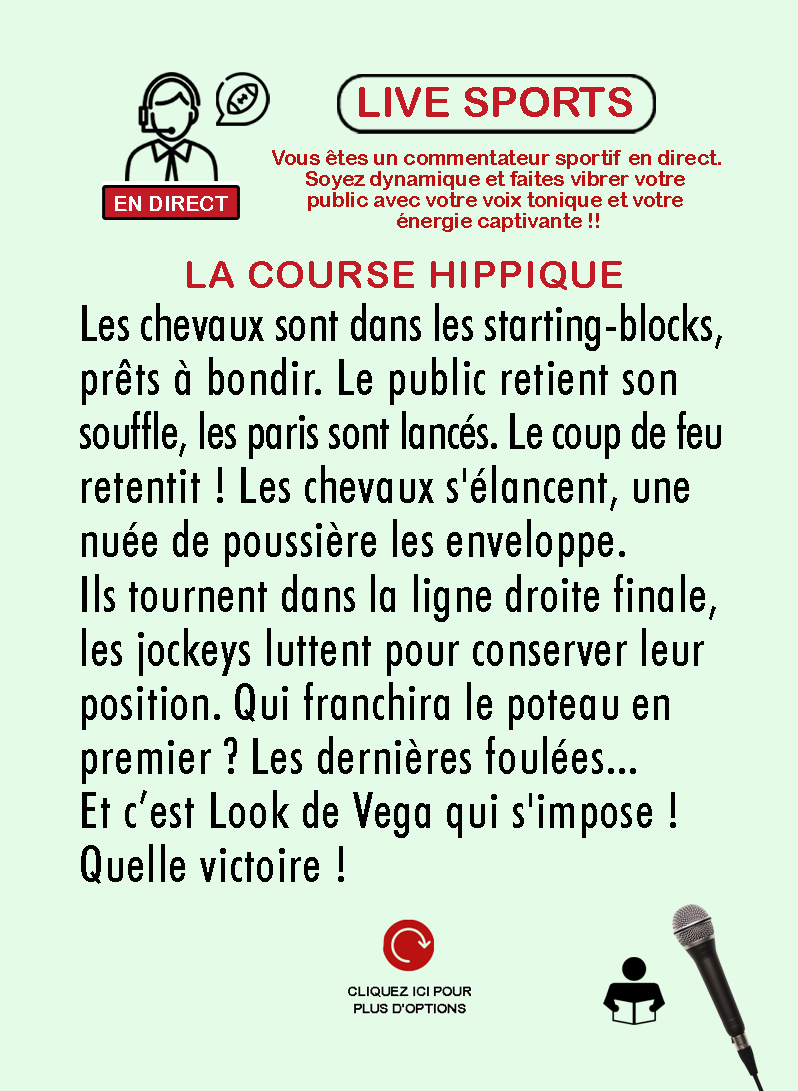 LIVE SPORTS
Vous êtes un commentateur sportif en direct.
Soyez dynamique et faites vibrer votre
public avec votre voix tonique et votre
énergie captivante !!
EN DIRECT
LA COURSE HIPPIQUE
Les chevaux sont dans les starting-blocks,
prêts à bondir. Le public retient son
souffle, les paris sont lancés. Le coup de feu
retentit ! Les chevaux s'élancent, une
nuée de poussière les enveloppe.
Ils tournent dans la ligne droite finale,
les jockeys luttent pour conserver leur
position. Qui franchira le poteau en
premier ? Les dernières foulées...
Et c’est Look de Vega qui s'impose !
Quelle victoire !
CLIQUEZ ICI POUR
PLUS D'OPTIONS